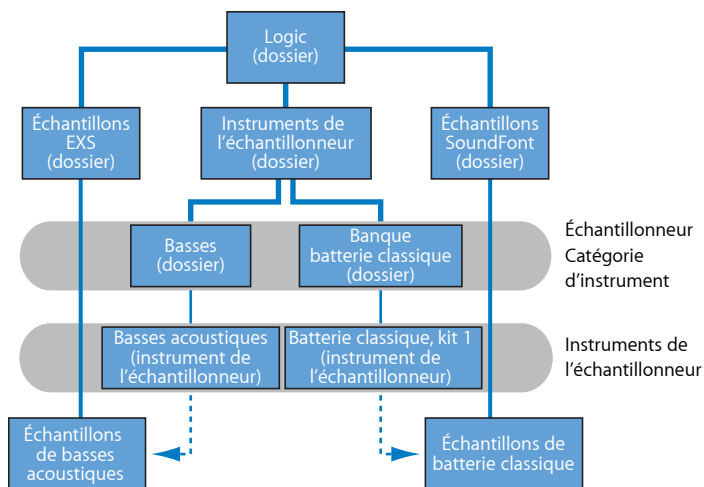 Logic
(dossier)
Échantillons
EXS
(dossier)
Instruments de
l'échantillonneur
(dossier)
Échantillons
SoundFont
(dossier)
Basses
(dossier)
Banque
batterie classique
(dossier)
Échantillonneur
Catégorie
d'instrument
Basses acoustiques
(instrument de
l'échantillonneur)
Batterie classique, kit 1
(instrument de
l'échantillonneur)
Instruments de
l'échantillonneur
Échantillons
de basses
acoustiques
Échantillons de
batterie classique